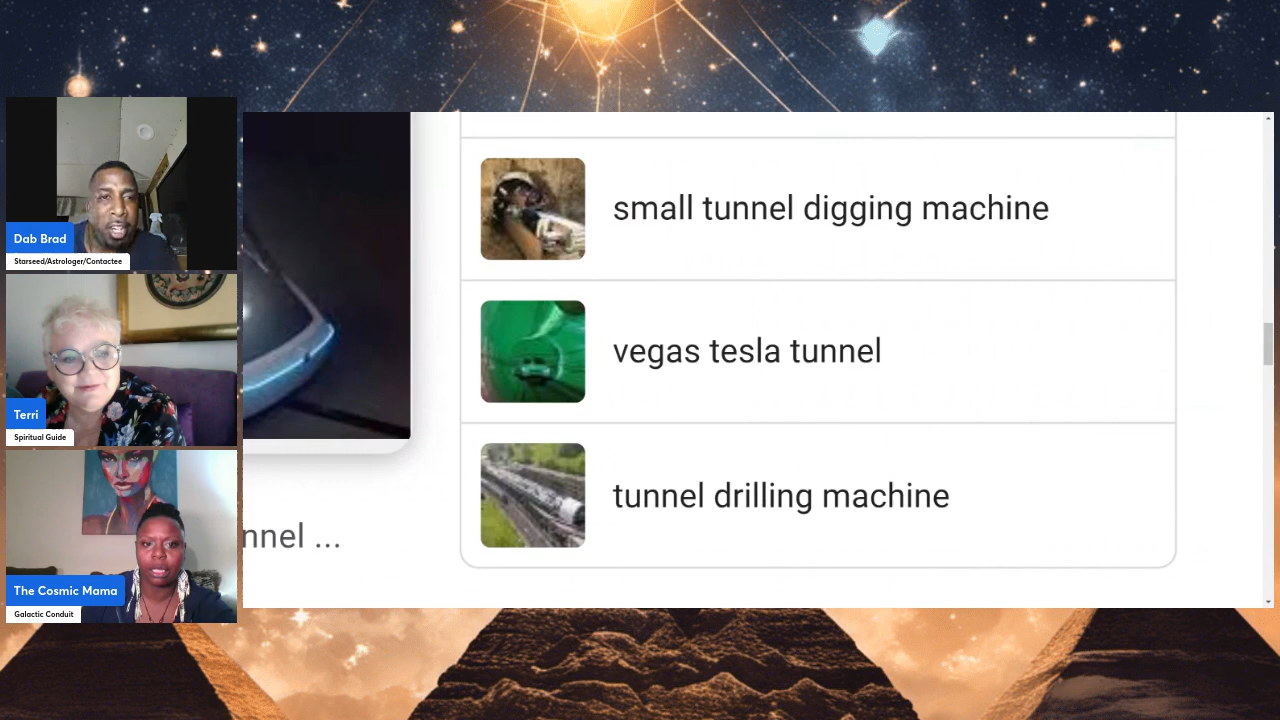 Dab Brad
Starseed/Astrologer/Contactee
Terri
Spiritual Guide
The Cosmic Mama
Galactic Conduit
small tunnel digging machine
vegas tesla tunnel
tunnel drilling machine
nnel ...